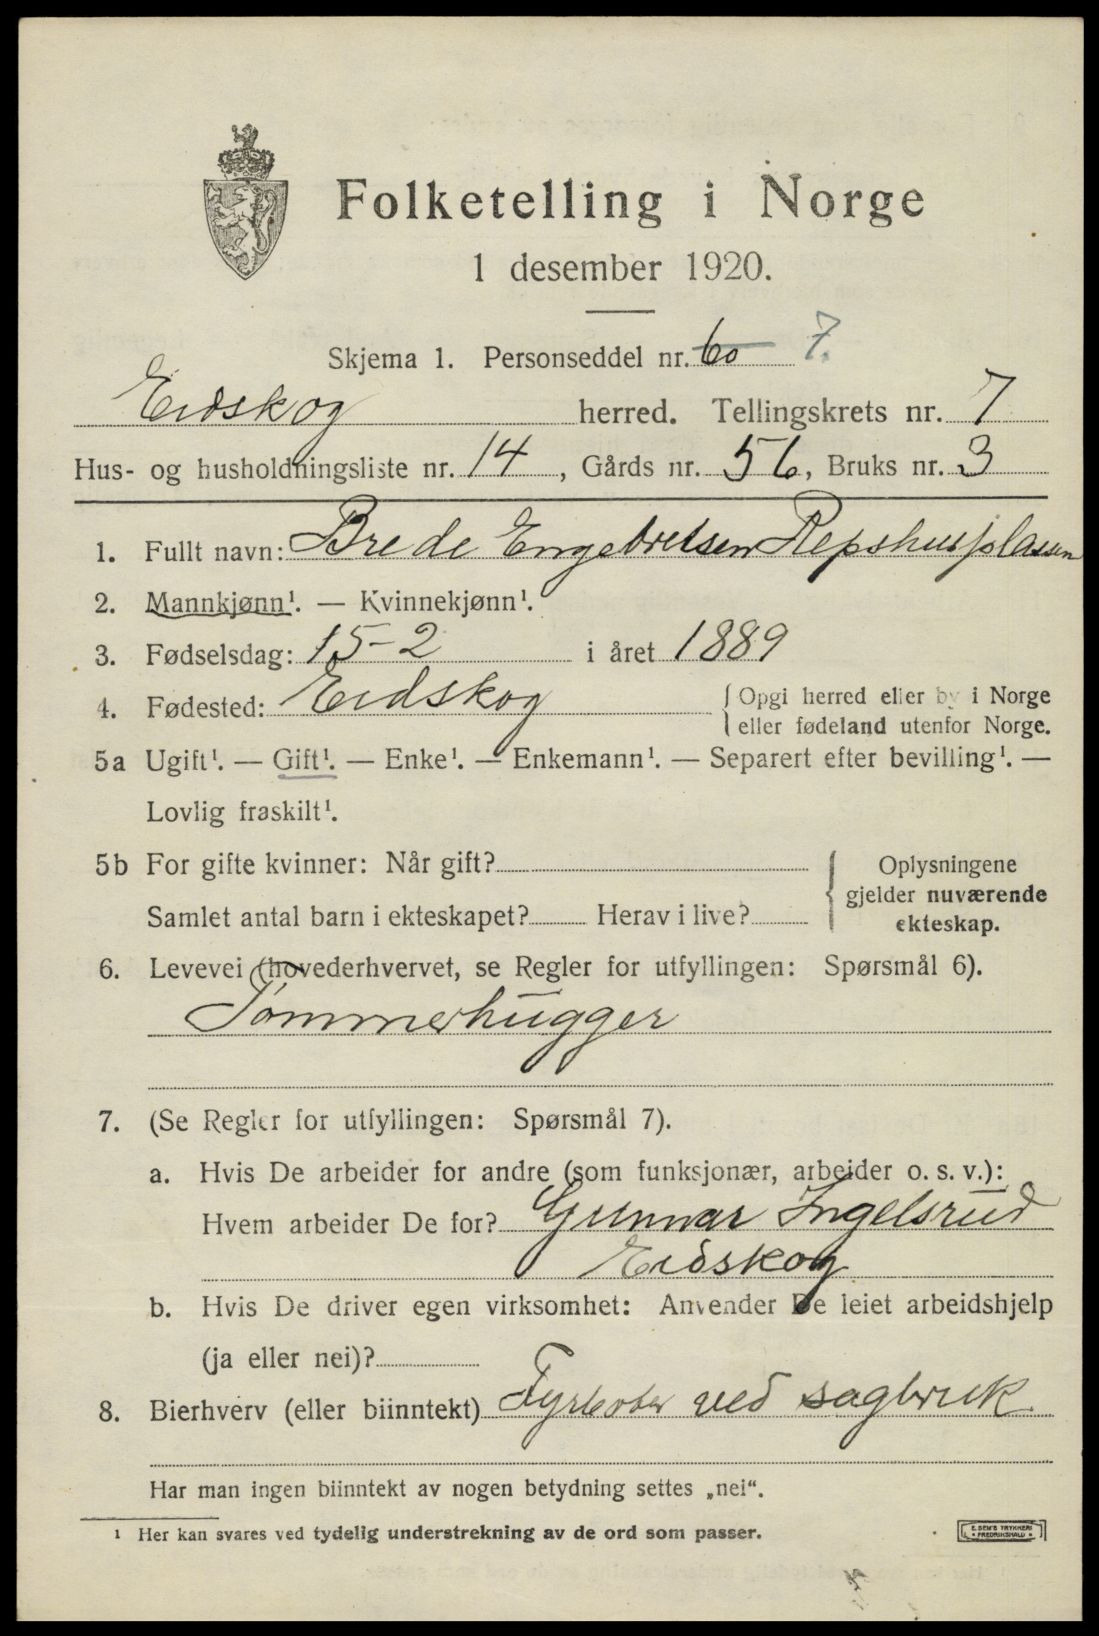 Folketelling i Norge
1 desember 1920.
Skjema 1. Personseddel nr. 60 7.
Eidskog herred. Tellingskrets nr. 7
Hus- og husholdningsliste nr. 14, Gårds nr. 56, Bruks nr. 3
1. Fullt navn: Brede Engebretsen Repshusplassen
2. Mannkjønn¹. — Kvinnekjønn¹.
3. Fødselsdag: 15-2 i året 1889
4. Fødested: Eidskog { Opgi herred eller by i Norge
{ eller fødeland utenfor Norge.
5a Ugift¹. — Gift¹. — Enke¹. — Enkemann¹. — Separert efter bevilling¹. —
Lovlig fraskilt¹.
5b For gifte kvinner: Når gift?
Samlet antal barn i ekteskapet? Herav i live?
{ Oplysningene
gjelder nuværende
ekteskap.
6. Levevei (hovederhvervet, se Regler for utfyllingen: Spørsmål 6).
Tømmerhugger
7. (Se Regler for utfyllingen: Spørsmål 7).
a. Hvis De arbeider for andre (som funksjonær, arbeider o. s. v.):
Hvem arbeider De for? Gunnar Ingelsrud
Eidskog
b. Hvis De driver egen virksomhet: Anvender De leiet arbeidshjelp
(ja eller nei)?
8. Bierhverv (eller biinntekt) Fyrbøter ved sagbruk
Har man ingen biinntekt av nogen betydning settes „nei“.
¹ Her kan svares ved tydelig understrekning av de ord som passer.
E. SEM'S TRYKKERI
FREDRIKSHALD